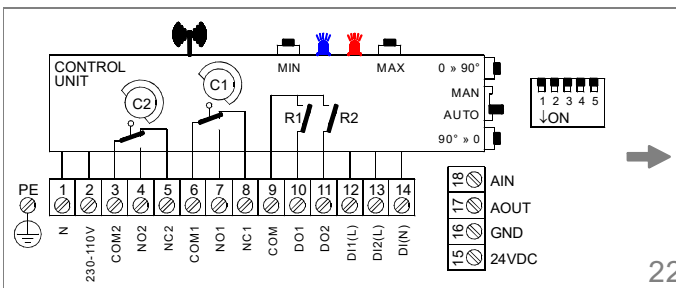 CONTROL
UNIT
MIN
MAX
0 » 90°
MAN
AUTO
90° » 0
C2
C1
R1
R2
1 2 3 4 5
↓ON
PE
1 2 3 4 5 6 7 8 9 10 11 12 13 14
N
230-110V
COM2
NO2
NC2
COM1
NO1
NC1
COM
DO1
DO2
DI1(L)
DI2(L)
DI(N)
18 AIN
17 AOUT
16 GND
15 24VDC
22